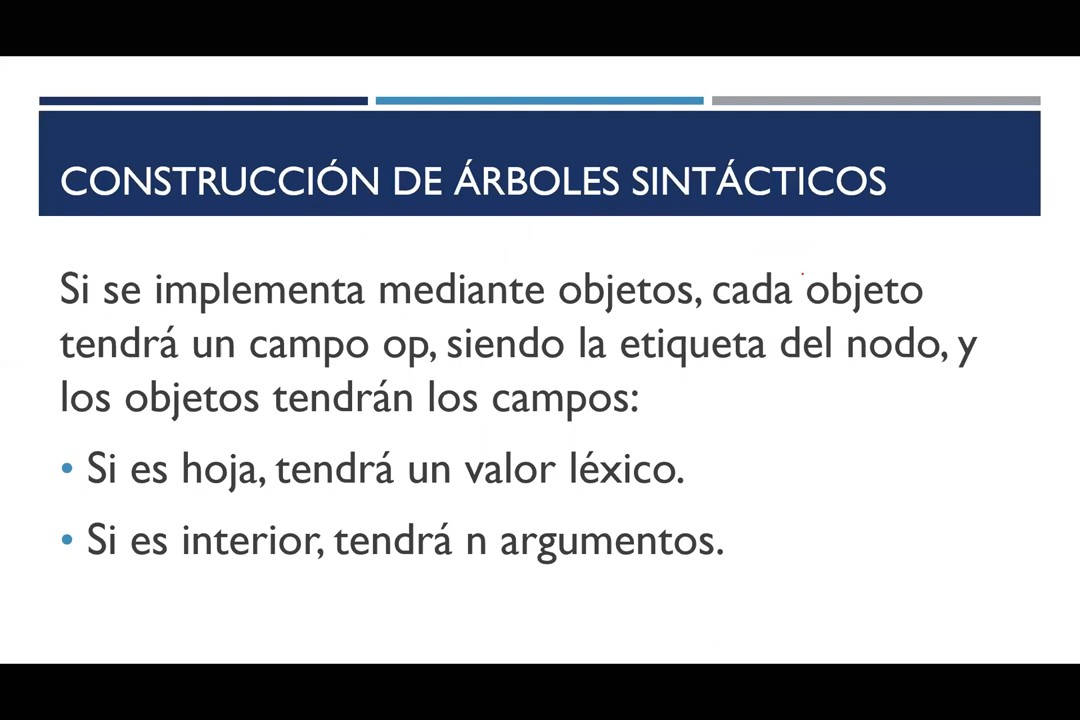 CONSTRUCCIÓN DE ÁRBOLES SINTÁCTICOS
Si se implementa mediante objetos, cada objeto
tendrá un campo op, siendo la etiqueta del nodo, y
los objetos tendrán los campos:
• Si es hoja, tendrá un valor léxico.
• Si es interior, tendrá n argumentos.